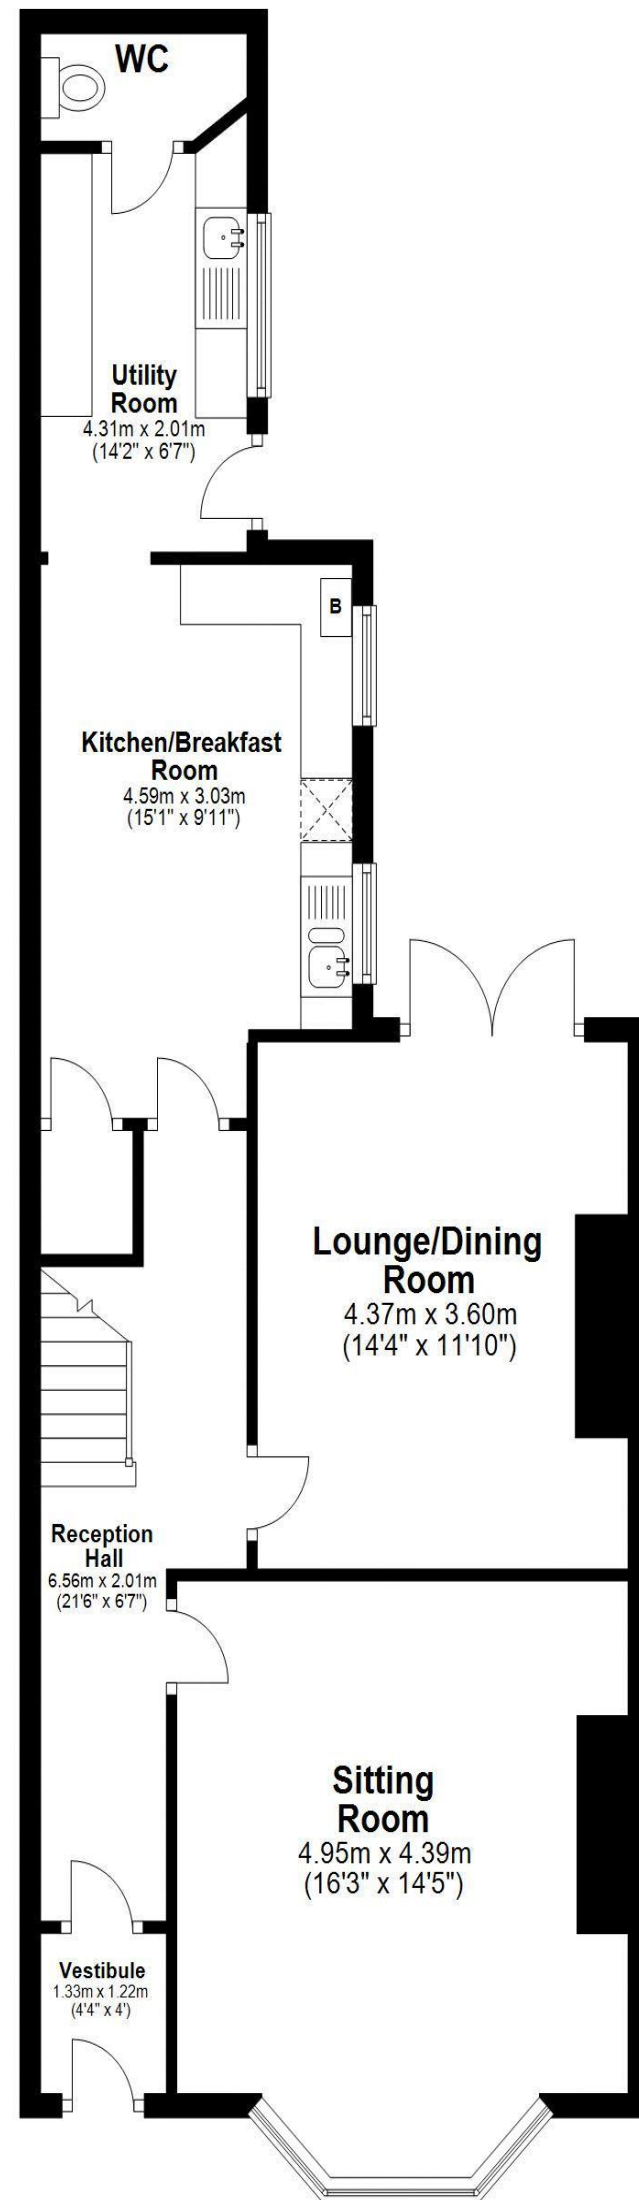 WC
Utility
Room
4.31m x 2.01m
(14'2" x 6'7")
B
Kitchen/Breakfast
Room
4.59m x 3.03m
(15'1" x 9'11")
Lounge/Dining
Room
4.37m x 3.60m
(14'4" x 11'10")
Reception
Hall
6.56m x 2.01m
(21'6" x 6'7")
Sitting
Room
4.95m x 4.39m
(16'3" x 14'5")
Vestibule
1.33m x 1.22m
(4'4" x 4')